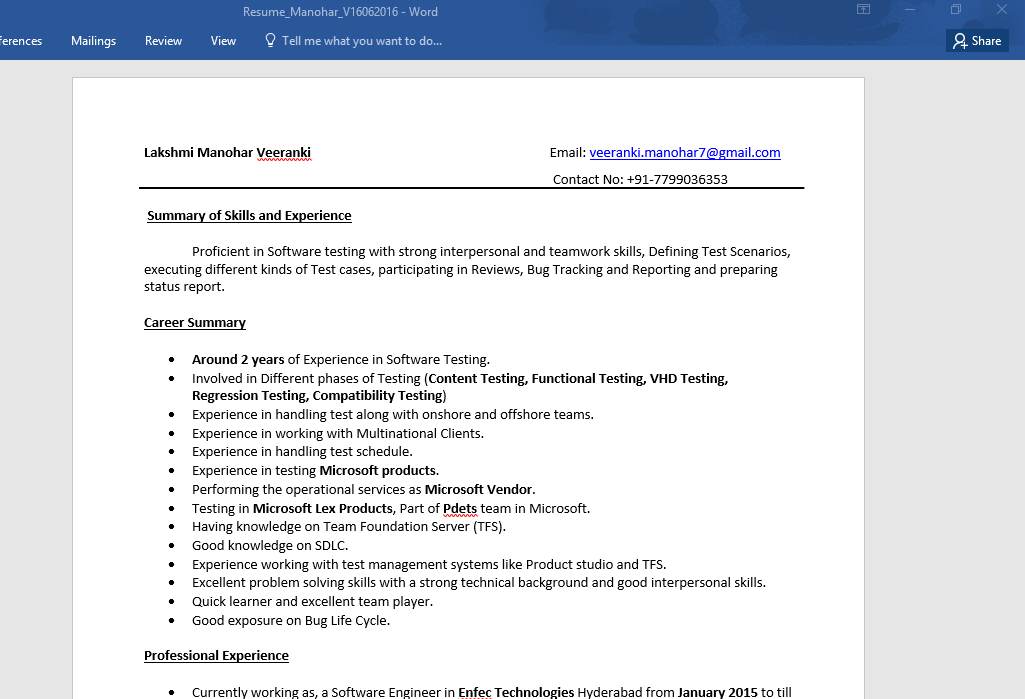 Resume_Manohar_V16062016 - Word
ferences Mailings Review View Tell me what you want to do... Share
Lakshmi Manohar Veeranki Email: veeranki.manohar7@gmail.com
Contact No: +91-7799036353
Summary of Skills and Experience
Proficient in Software testing with strong interpersonal and teamwork skills, Defining Test Scenarios,
executing different kinds of Test cases, participating in Reviews, Bug Tracking and Reporting and preparing
status report.
Career Summary
• Around 2 years of Experience in Software Testing.
• Involved in Different phases of Testing (Content Testing, Functional Testing, VHD Testing,
Regression Testing, Compatibility Testing)
• Experience in handling test along with onshore and offshore teams.
• Experience in working with Multinational Clients.
• Experience in handling test schedule.
• Experience in testing Microsoft products.
• Performing the operational services as Microsoft Vendor.
• Testing in Microsoft Lex Products, Part of Pdets team in Microsoft.
• Having knowledge on Team Foundation Server (TFS).
• Good knowledge on SDLC.
• Experience working with test management systems like Product studio and TFS.
• Excellent problem solving skills with a strong technical background and good interpersonal skills.
• Quick learner and excellent team player.
• Good exposure on Bug Life Cycle.
Professional Experience
• Currently working as, a Software Engineer in Enfec Technologies Hyderabad from January 2015 to till